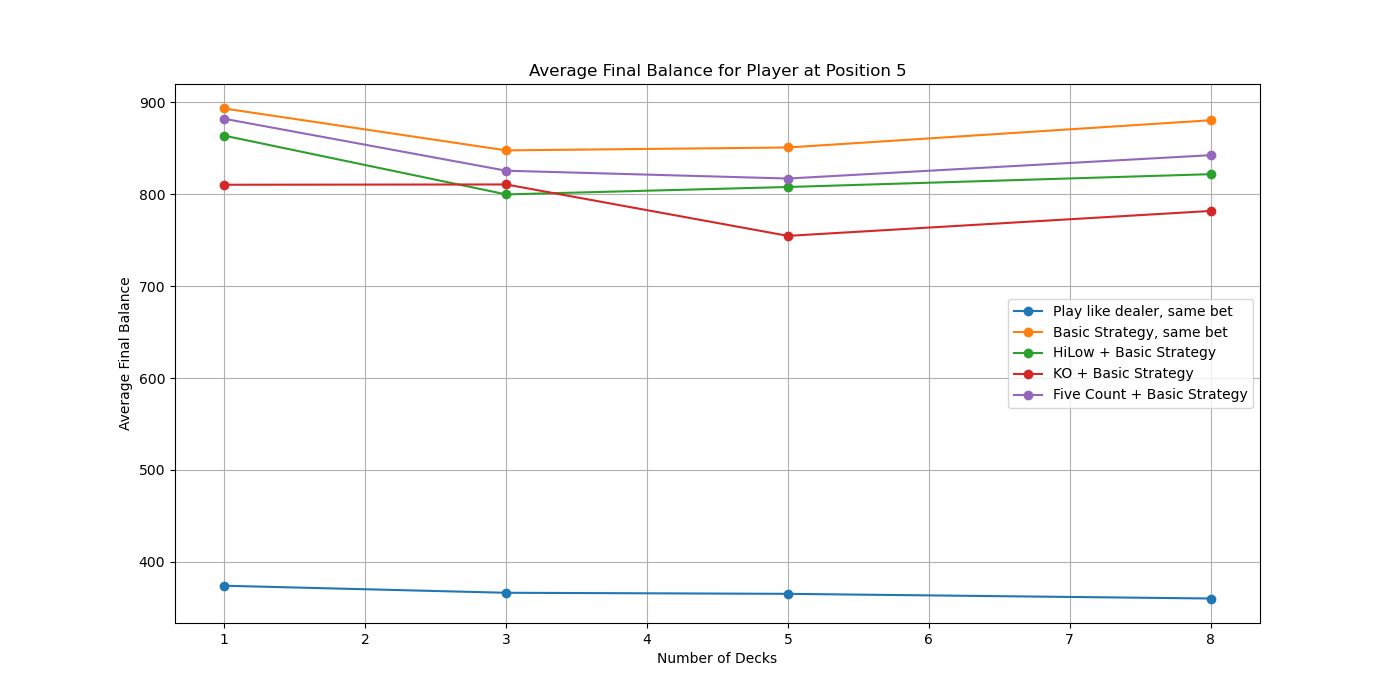 Average Final Balance for Player at Position 5
Average Final Balance
900
800
700
600
500
400
Play like dealer, same bet
Basic Strategy, same bet
HiLow + Basic Strategy
KO + Basic Strategy
Five Count + Basic Strategy
1 2 3 4 5 6 7 8
Number of Decks